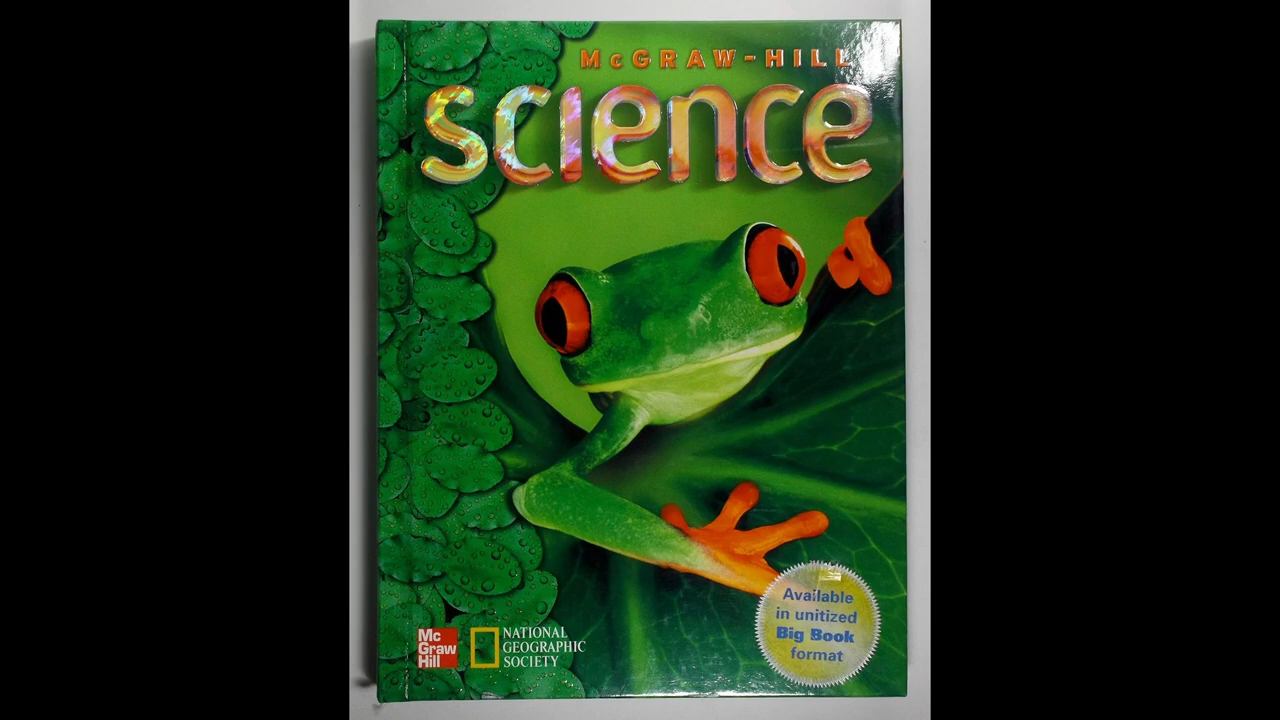 McGRAW-HILL
science
Mc
Graw
Hill
NATIONAL
GEOGRAPHIC
SOCIETY
Available
in unitized
Big Book
format